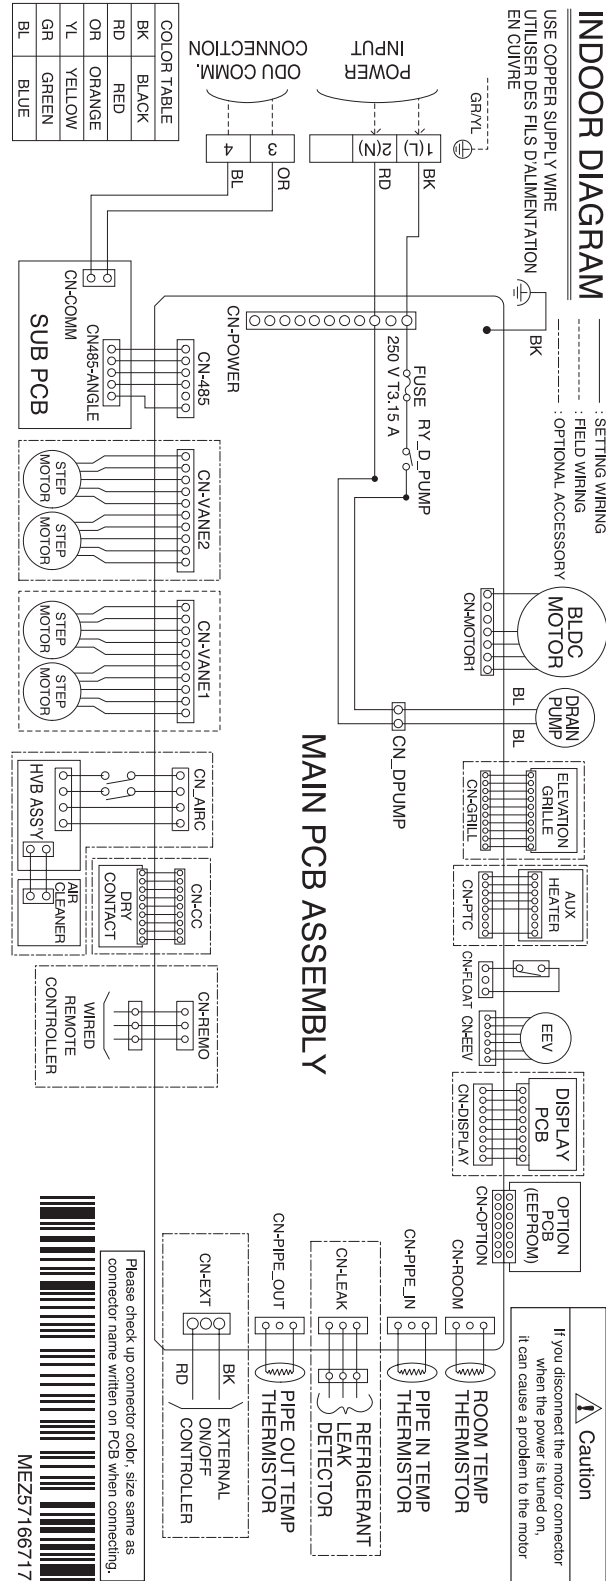 INDOOR DIAGRAM
USE COPPER SUPPLY WIRE
UTILISER DES FILS D'ALIMENTATION
EN CUIVRE
: SETTING WIRING
: FIELD WIRING
: OPTIONAL ACCESSORY
Caution
If you disconnect the motor connector
when the power is tuned on,
it can cause a problem to the motor
GR/YL
BK
POWER
INPUT
1(L)
2(N)
BK
RD
ODU COMM.
CONNECTION
3
4
OR
BL
COLOR TABLE
BK BLACK
RD RED
OR ORANGE
YL YELLOW
GR GREEN
BL BLUE
CN-POWER
FUSE
250 V T3.15 A
RY_D_PUMP
BLDC
MOTOR
CN-MOTOR1
DRAIN
PUMP
BL
BL
CN_DPUMP
ELEVATION
GRILLE
CN-GRILL
AUX
HEATER
CN-PTC
CN-FLOAT
EEV
CN-EEV
DISPLAY
PCB
CN-DISPLAY
OPTION
PCB
(EEPROM)
CN-OPTION
MAIN PCB ASSEMBLY
CN-ROOM
ROOM TEMP
THERMISTOR
CN-PIPE_IN
PIPE IN TEMP
THERMISTOR
CN-LEAK
REFRIGERANT
LEAK
DETECTOR
CN-PIPE_OUT
PIPE OUT TEMP
THERMISTOR
CN-EXT
BK
RD
EXTERNAL
ON/OFF
CONTROLLER
CN-COMM
SUB PCB
CN485-ANGLE
CN-485
CN-VANE2
STEP
MOTOR
STEP
MOTOR
CN-VANE1
STEP
MOTOR
STEP
MOTOR
CN_AIRC
HVB ASS'Y
AIR
CLEANER
CN-CC
DRY
CONTACT
CN-REMO
WIRED
REMOTE
CONTROLLER
Please check up connector color, size same as
connector name written on PCB when connecting.
MEZ57166717